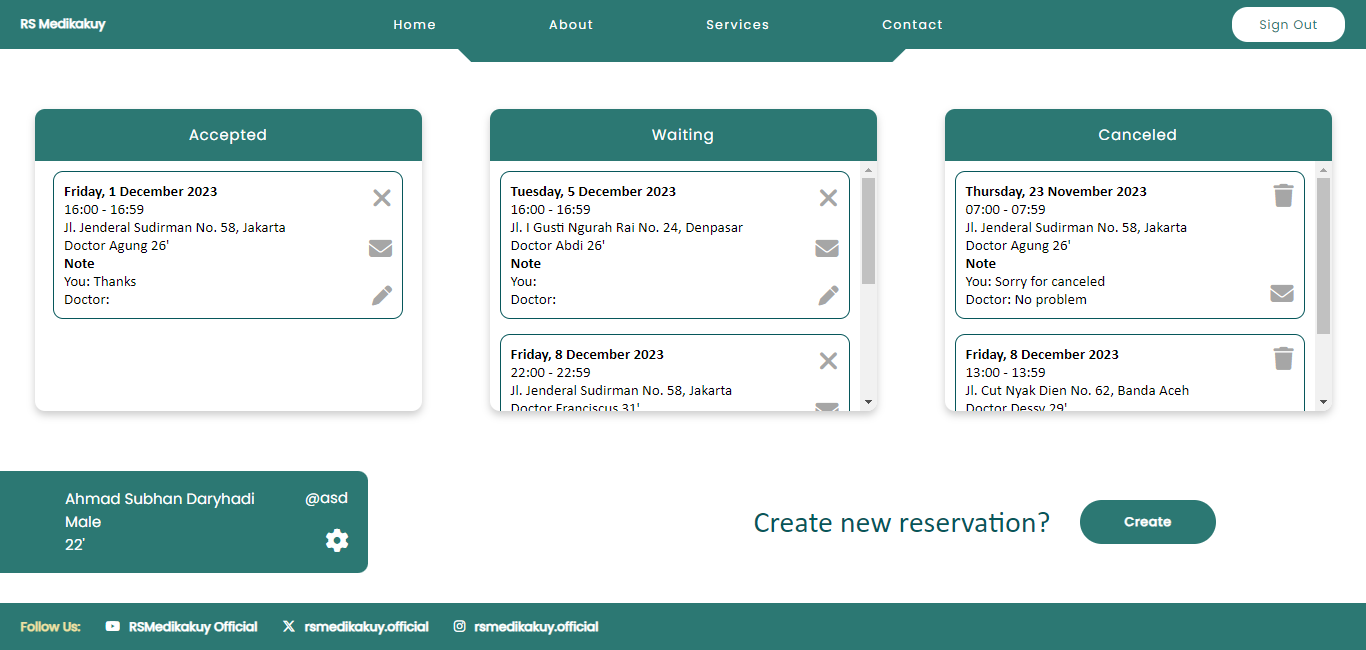 RS Medikakuy
Home
About
Services
Contact
Sign Out
Accepted
Friday, 1 December 2023
16:00 - 16:59
Jl. Jenderal Sudirman No. 58, Jakarta
Doctor Agung 26'
Note
You: Thanks
Doctor:
Waiting
Tuesday, 5 December 2023
16:00 - 16:59
Jl. I Gusti Ngurah Rai No. 24, Denpasar
Doctor Abdi 26'
Note
You:
Doctor:
Friday, 8 December 2023
22:00 - 22:59
Jl. Jenderal Sudirman No. 58, Jakarta
Doctor Franciscus 31'
Canceled
Thursday, 23 November 2023
07:00 - 07:59
Jl. Jenderal Sudirman No. 58, Jakarta
Doctor Agung 26'
Note
You: Sorry for canceled
Doctor: No problem
Friday, 8 December 2023
13:00 - 13:59
Jl. Cut Nyak Dien No. 62, Banda Aceh
Doctor Dessy 29'
Ahmad Subhan Daryhadi
@asd
Male
22'
Create new reservation?
Create
Follow Us:
RSMedikakuy Official
rsmedikakuy.official
rsmedikakuy.official